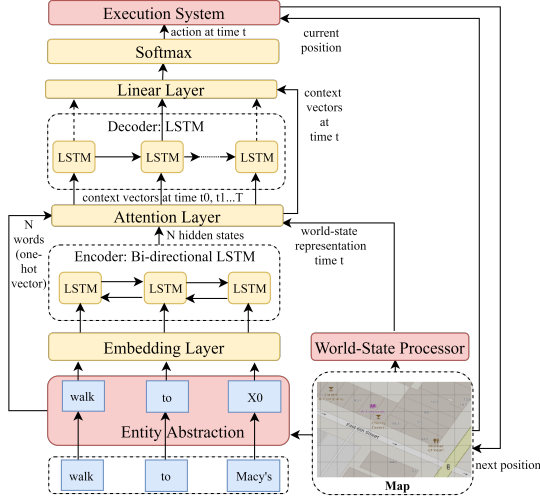 Execution System
action at time t
current
position
Softmax
Linear Layer
context
vectors
at
time t
Decoder: LSTM
LSTM
LSTM
LSTM
context vectors at time t0, t1...T
Attention Layer
N
words
(one-
hot
vector)
N hidden states
world-state
representation
time t
Encoder: Bi-directional LSTM
LSTM
LSTM
LSTM
Embedding Layer
World-State Processor
walk
to
X0
Entity Abstraction
East 6th Street
walk
to
Macy's
Map
next position